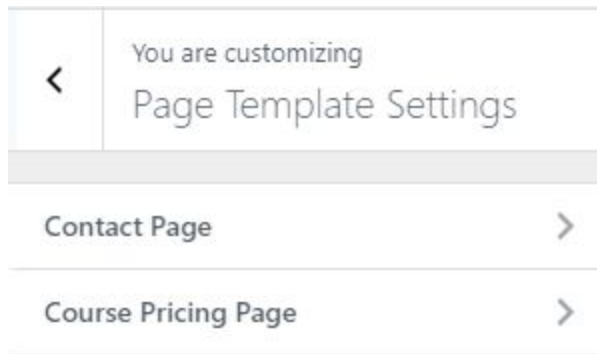 You are customizing
Page Template Settings
Contact Page
Course Pricing Page